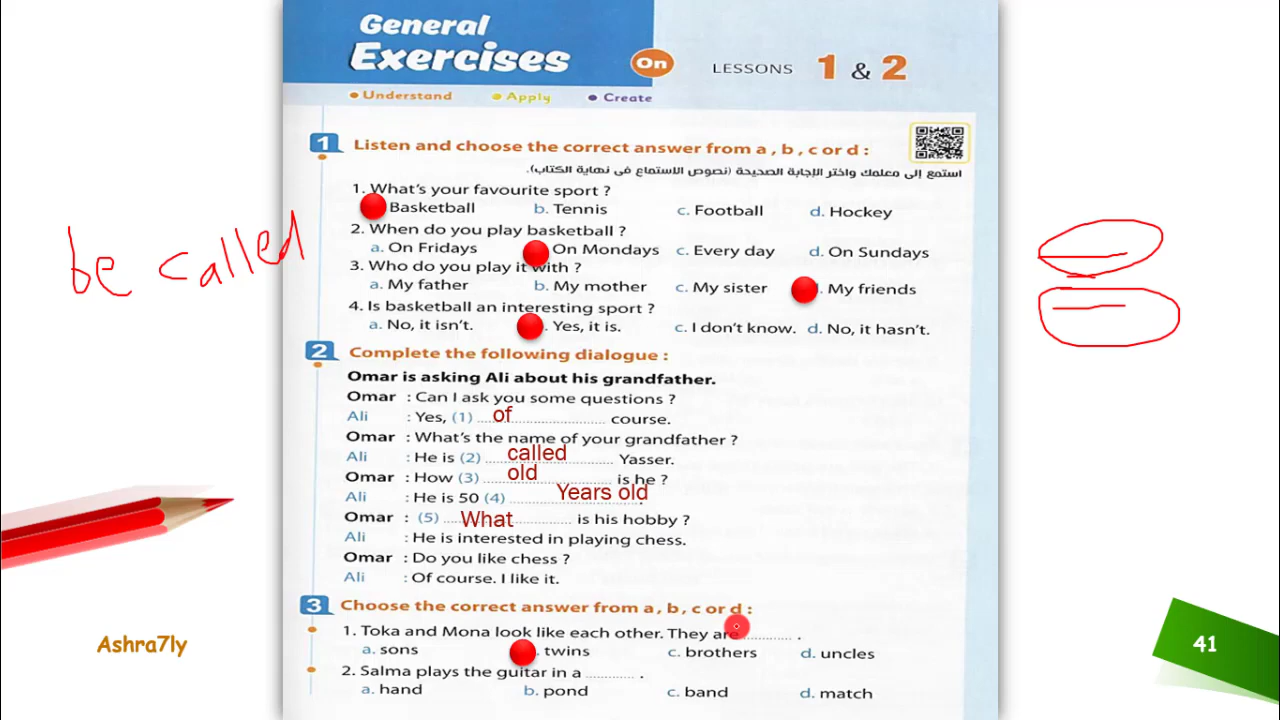 General
Exercises On LESSONS 1 & 2
Understand Apply Create
1 Listen and choose the correct answer from a , b , c or d :
استمع إلى معلمك واختر الإجابة الصحيحة (نصوص الاستماع فى نهاية الكتاب).
1. What's your favourite sport ?
Basketball b. Tennis c. Football d. Hockey
2. When do you play basketball ?
a. On Fridays On Mondays c. Every day d. On Sundays
3. Who do you play it with ?
a. My father b. My mother c. My sister . My friends
4. Is basketball an interesting sport ?
a. No, it isn't. . Yes, it is. c. I don't know. d. No, it hasn't.
be called
2 Complete the following dialogue :
Omar is asking Ali about his grandfather.
Omar : Can I ask you some questions ?
Ali : Yes, (1) of course.
Omar : What's the name of your grandfather ?
Ali : He is (2) called Yasser.
Omar : How (3) old is he ?
Ali : He is 50 (4) Years old .
Omar : (5) What is his hobby ?
Ali : He is interested in playing chess.
Omar : Do you like chess ?
Ali : Of course. I like it.
3 Choose the correct answer from a , b , c or d :
1. Toka and Mona look like each other. They are ............ .
a. sons . twins c. brothers d. uncles
2. Salma plays the guitar in a ............ .
a. hand b. pond c. band d. match
Ashra7ly
41